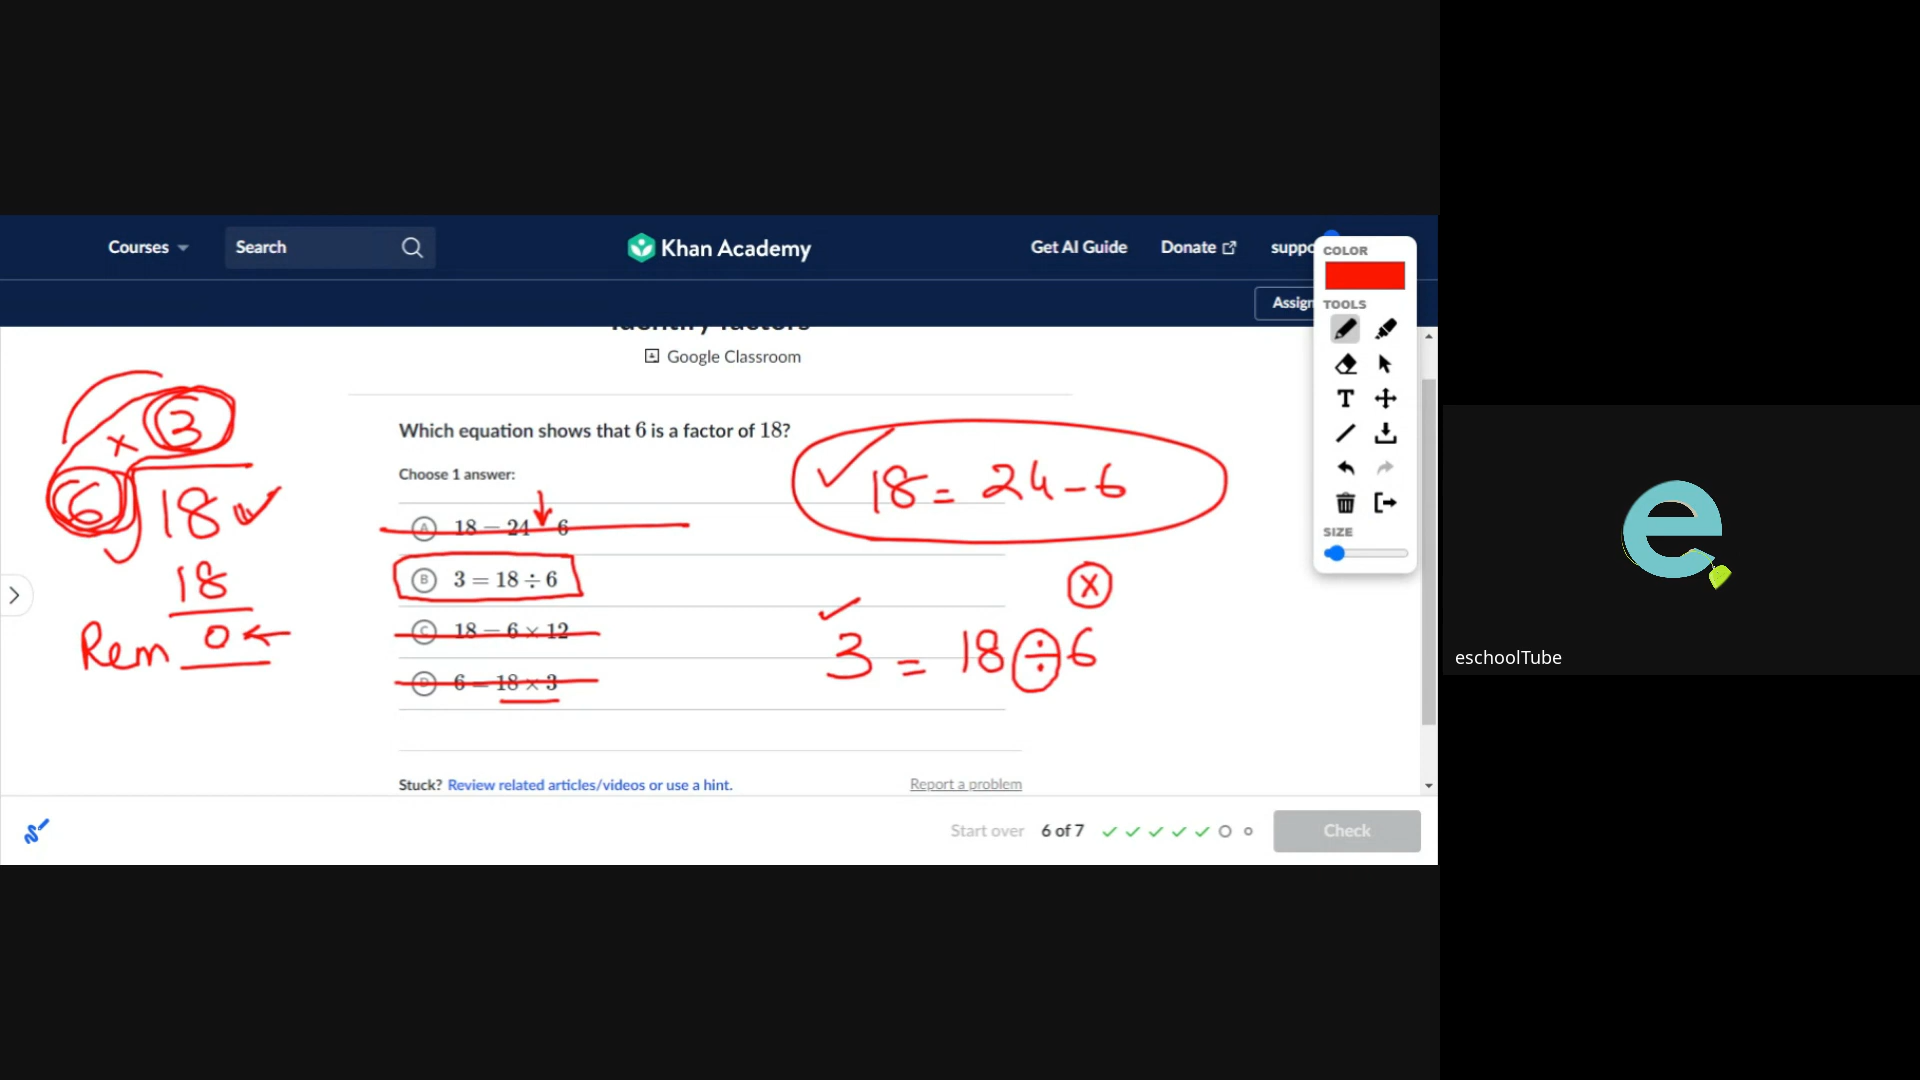 Courses
Search
Khan Academy
Get AI Guide
Donate
suppo
Assign
COLOR
TOOLS
T
SIZE
Identify factors
Google Classroom
Which equation shows that 6 is a factor of 18?
Choose 1 answer:
A 18 = 24 − 6
B 3 = 18 ÷ 6
C 18 = 6 × 12
D 6 = 18 × 3
× 3
6 18
18
Rem 0
18 = 24 - 6
x
3 = 18 ÷ 6
Stuck? Review related articles/videos or use a hint.
Report a problem
Start over 6 of 7
Check
e
eschoolTube